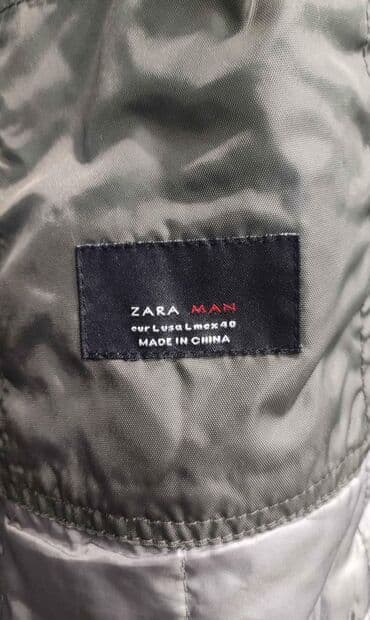 ZARA MAN
eur L usa L mex 40
MADE IN CHINA